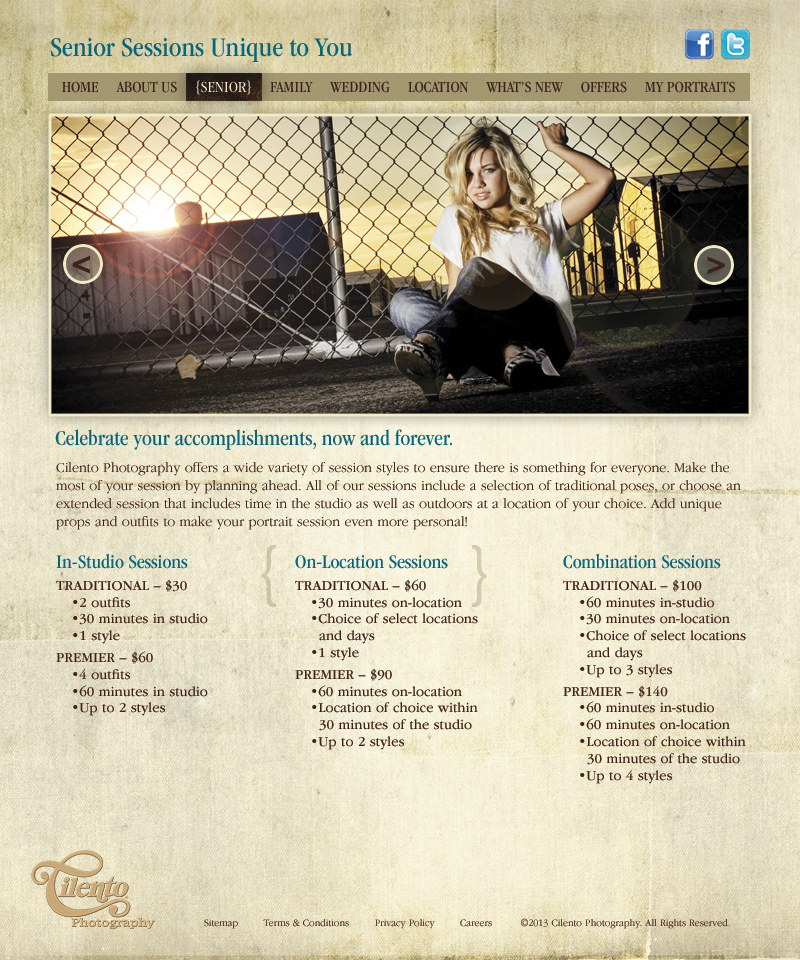 Senior Sessions Unique to You
f t
HOME ABOUT US {SENIOR} FAMILY WEDDING LOCATION WHAT'S NEW OFFERS MY PORTRAITS
< >
Celebrate your accomplishments, now and forever.
Cilento Photography offers a wide variety of session styles to ensure there is something for everyone. Make the
most of your session by planning ahead. All of our sessions include a selection of traditional poses, or choose an
extended session that includes time in the studio as well as outdoors at a location of your choice. Add unique
props and outfits to make your portrait session even more personal!
In-Studio Sessions
TRADITIONAL – $30
•2 outfits
•30 minutes in studio
•1 style
PREMIER – $60
•4 outfits
•60 minutes in studio
•Up to 2 styles
{ On-Location Sessions }
TRADITIONAL – $60
•30 minutes on-location
•Choice of select locations
and days
•1 style
PREMIER – $90
•60 minutes on-location
•Location of choice within
30 minutes of the studio
•Up to 2 styles
Combination Sessions
TRADITIONAL – $100
•60 minutes in-studio
•30 minutes on-location
•Choice of select locations
and days
•Up to 3 styles
PREMIER – $140
•60 minutes in-studio
•60 minutes on-location
•Location of choice within
30 minutes of the studio
•Up to 4 styles
Cilento
Photography
Sitemap Terms & Conditions Privacy Policy Careers ©2013 Cilento Photography. All Rights Reserved.